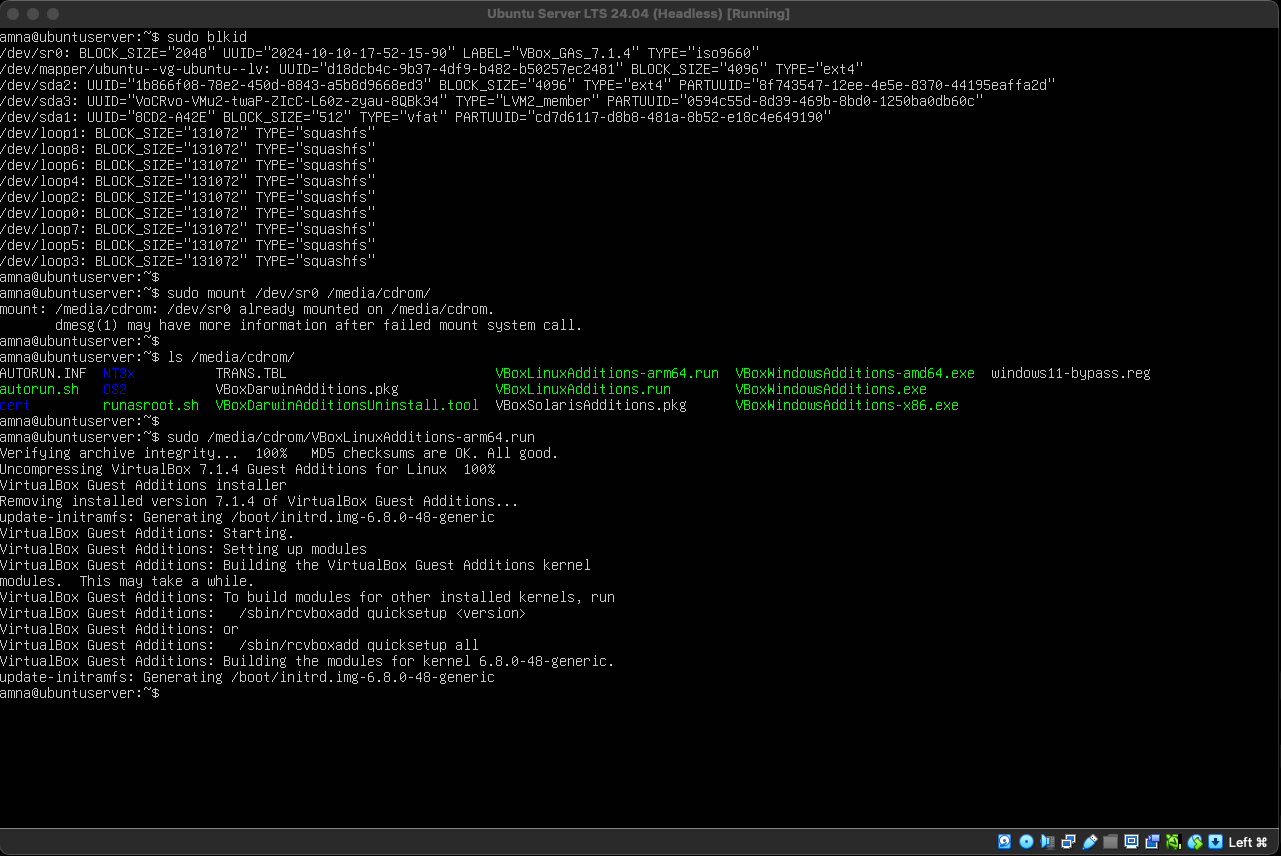 Ubuntu Server LTS 24.04 (Headless) [Running]
amna@ubuntuserver:~$ sudo blkid
/dev/sr0: BLOCK_SIZE="2048" UUID="2024-10-10-17-52-15-90" LABEL="VBox_GAs_7.1.4" TYPE="iso9660"
/dev/mapper/ubuntu--vg-ubuntu--lv: UUID="d18dcb4c-9b37-4df9-b482-b50257ec2481" BLOCK_SIZE="4096" TYPE="ext4"
/dev/sda2: UUID="1b866f08-78e2-450d-8843-a5b8d9668ed3" BLOCK_SIZE="4096" TYPE="ext4" PARTUUID="8f743547-12ee-4e5e-8370-44195eaffa2d"
/dev/sda3: UUID="VoCRvo-VMu2-twaP-ZIcC-L60z-zyau-8QBk34" TYPE="LVM2_member" PARTUUID="0594c55d-8d39-469b-8bd0-1250ba0db60c"
/dev/sda1: UUID="8CD2-A42E" BLOCK_SIZE="512" TYPE="vfat" PARTUUID="cd7d6117-d8b8-481a-8b52-e18c4e649190"
/dev/loop1: BLOCK_SIZE="131072" TYPE="squashfs"
/dev/loop8: BLOCK_SIZE="131072" TYPE="squashfs"
/dev/loop6: BLOCK_SIZE="131072" TYPE="squashfs"
/dev/loop4: BLOCK_SIZE="131072" TYPE="squashfs"
/dev/loop2: BLOCK_SIZE="131072" TYPE="squashfs"
/dev/loop0: BLOCK_SIZE="131072" TYPE="squashfs"
/dev/loop7: BLOCK_SIZE="131072" TYPE="squashfs"
/dev/loop5: BLOCK_SIZE="131072" TYPE="squashfs"
/dev/loop3: BLOCK_SIZE="131072" TYPE="squashfs"
amna@ubuntuserver:~$
amna@ubuntuserver:~$ sudo mount /dev/sr0 /media/cdrom/
mount: /media/cdrom: /dev/sr0 already mounted on /media/cdrom.
       dmesg(1) may have more information after failed mount system call.
amna@ubuntuserver:~$
amna@ubuntuserver:~$ ls /media/cdrom/
AUTORUN.INF  NT3x         TRANS.TBL                         VBoxLinuxAdditions-arm64.run  VBoxWindowsAdditions-amd64.exe  windows11-bypass.reg
autorun.sh   OS2          VBoxDarwinAdditions.pkg           VBoxLinuxAdditions.run        VBoxWindowsAdditions.exe
cert         runasroot.sh  VBoxDarwinAdditionsUninstall.tool  VBoxSolarisAdditions.pkg      VBoxWindowsAdditions-x86.exe
amna@ubuntuserver:~$
amna@ubuntuserver:~$ sudo /media/cdrom/VBoxLinuxAdditions-arm64.run
Verifying archive integrity...  100%   MD5 checksums are OK. All good.
Uncompressing VirtualBox 7.1.4 Guest Additions for Linux  100%
VirtualBox Guest Additions installer
Removing installed version 7.1.4 of VirtualBox Guest Additions...
update-initramfs: Generating /boot/initrd.img-6.8.0-48-generic
VirtualBox Guest Additions: Starting.
VirtualBox Guest Additions: Setting up modules
VirtualBox Guest Additions: Building the VirtualBox Guest Additions kernel
modules.  This may take a while.
VirtualBox Guest Additions: To build modules for other installed kernels, run
VirtualBox Guest Additions:   /sbin/rcvboxadd quicksetup <version>
VirtualBox Guest Additions: or
VirtualBox Guest Additions:   /sbin/rcvboxadd quicksetup all
VirtualBox Guest Additions: Building the modules for kernel 6.8.0-48-generic.
update-initramfs: Generating /boot/initrd.img-6.8.0-48-generic
amna@ubuntuserver:~$
Left ⌘